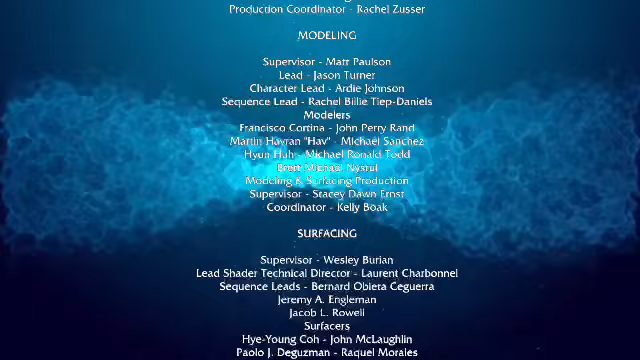 Production Coordinator - Rachel Zusser
MODELING
Supervisor - Matt Paulson
Lead - Jason Turner
Character Lead - Ardie Johnson
Sequence Lead - Rachel Billie Tiep-Daniels
Modelers
Francisco Cortina - John Perry Rand
Martin Havran "Hav" - Michael Sanchez
Hyun Huh - Michael Ronald Todd
Brett Michael Nystul
Modeling & Surfacing Production
Supervisor - Stacey Dawn Ernst
Coordinator - Kelly Boak
SURFACING
Supervisor - Wesley Burian
Lead Shader Technical Director - Laurent Charbonnel
Sequence Leads - Bernard Obieta Ceguerra
Jeremy A. Engleman
Jacob L. Rowell
Surfacers
Hye-Young Coh - John McLaughlin
Paolo J. Deguzman - Raquel Morales